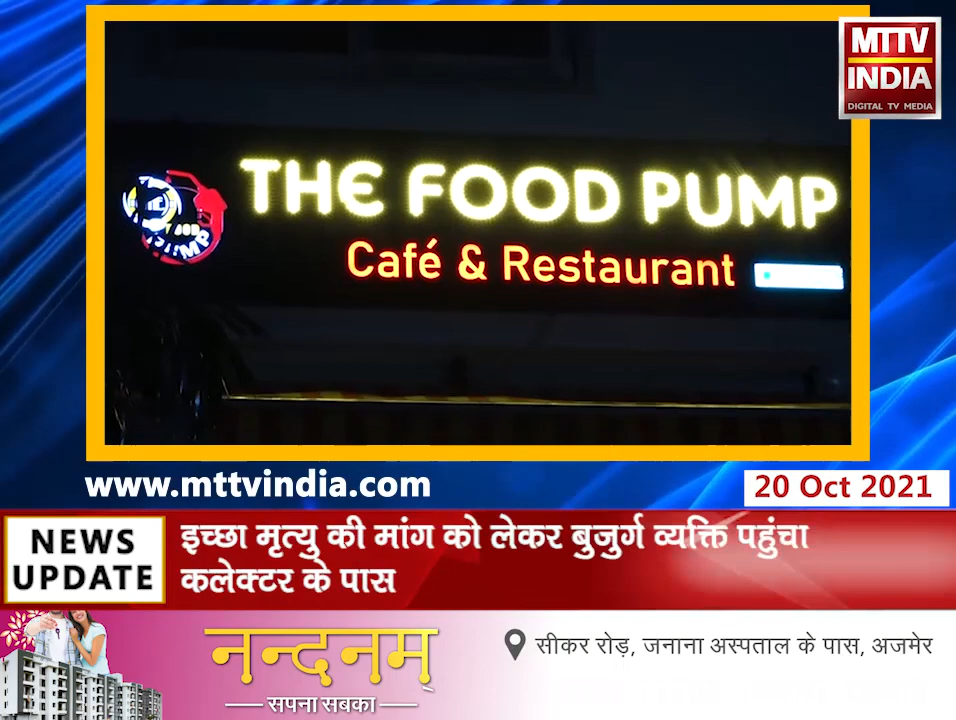 MTTV
INDIA
DIGITAL TV MEDIA
THE FOOD PUMP
Café & Restaurant
www.mttvindia.com
20 Oct 2021
NEWS
UPDATE
इच्छा मृत्यु की मांग को लेकर बुजुर्ग व्यक्ति पहुंचा
कलेक्टर के पास
नन्दनम्
सपना सबका
सीकर रोड़, जनाना अस्पताल के पास, अजमेर